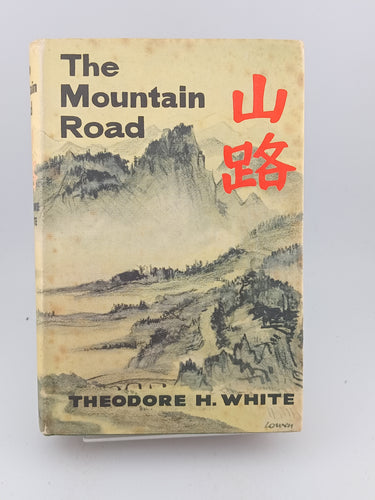 The
Mountain
Road
山
路
THEODORE H. WHITE